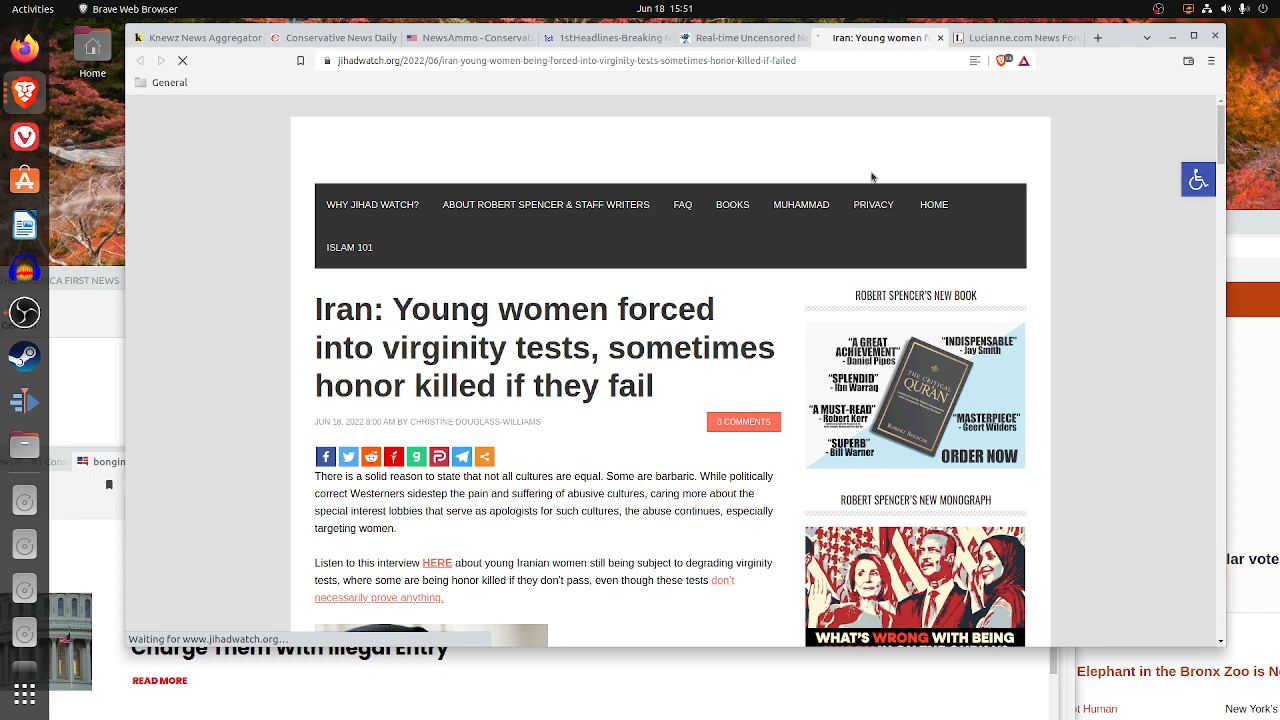 Activities
Brave Web Browser
Jun 18 15:51
Knewz News Aggregator
Conservative News Daily
NewsAmmo - Conservati
1stHeadlines-Breaking N
Real-time Uncensored Ne
Iran: Young women f
Lucianne.com News For
Home
jihadwatch.org/2022/06/iran-young-women-being-forced-into-virginity-tests-sometimes-honor-killed-if-failed
General
WHY JIHAD WATCH?
ABOUT ROBERT SPENCER & STAFF WRITERS
FAQ
BOOKS
MUHAMMAD
PRIVACY
HOME
ISLAM 101
AMERICA FIRST NEWS
Iran: Young women forced
into virginity tests, sometimes
honor killed if they fail
JUN 18, 2022 8:00 AM BY CHRISTINE DOUGLASS-WILLIAMS
3 COMMENTS
There is a solid reason to state that not all cultures are equal. Some are barbaric. While politically
correct Westerners sidestep the pain and suffering of abusive cultures, caring more about the
special interest lobbies that serve as apologists for such cultures, the abuse continues, especially
targeting women.
Listen to this interview HERE about young Iranian women still being subject to degrading virginity
tests, where some are being honor killed if they don't pass, even though these tests don't
necessarily prove anything.
ROBERT SPENCER'S NEW BOOK
"A GREAT
ACHIEVEMENT"
- Daniel Pipes
"INDISPENSABLE"
- Jay Smith
"SPLENDID"
- Ibn Warraq
"A MUST-READ"
- Robert Kerr
"SUPERB"
- Bill Warner
THE CRITICAL
QURAN
ROBERT SPENCER
"MASTERPIECE"
- Geert Wilders
ORDER NOW
ROBERT SPENCER'S NEW MONOGRAPH
WHAT'S WRONG WITH BEING
bongin
lar vote
Waiting for www.jihadwatch.org...
Charge Them With Illegal Entry
READ MORE
Elephant in the Bronx Zoo is N
t Human
New York's